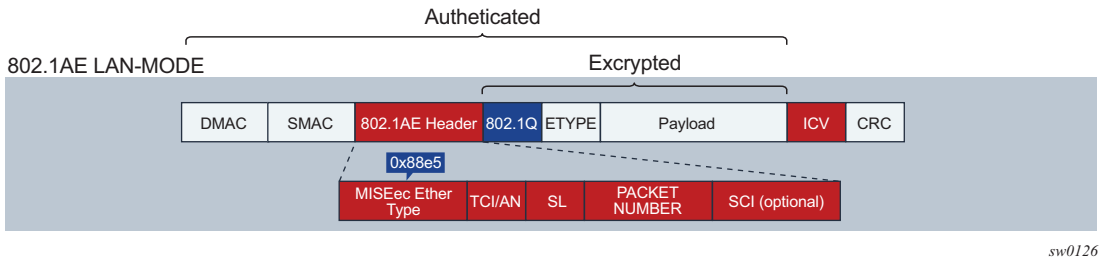 Autheticated
802.1AE LAN-MODE
Excrypted
DMAC SMAC 802.1AE Header 802.1Q ETYPE Payload ICV CRC
0x88e5
MISEec Ether
Type
TCI/AN SL
PACKET
NUMBER
SCI (optional)
sw0126